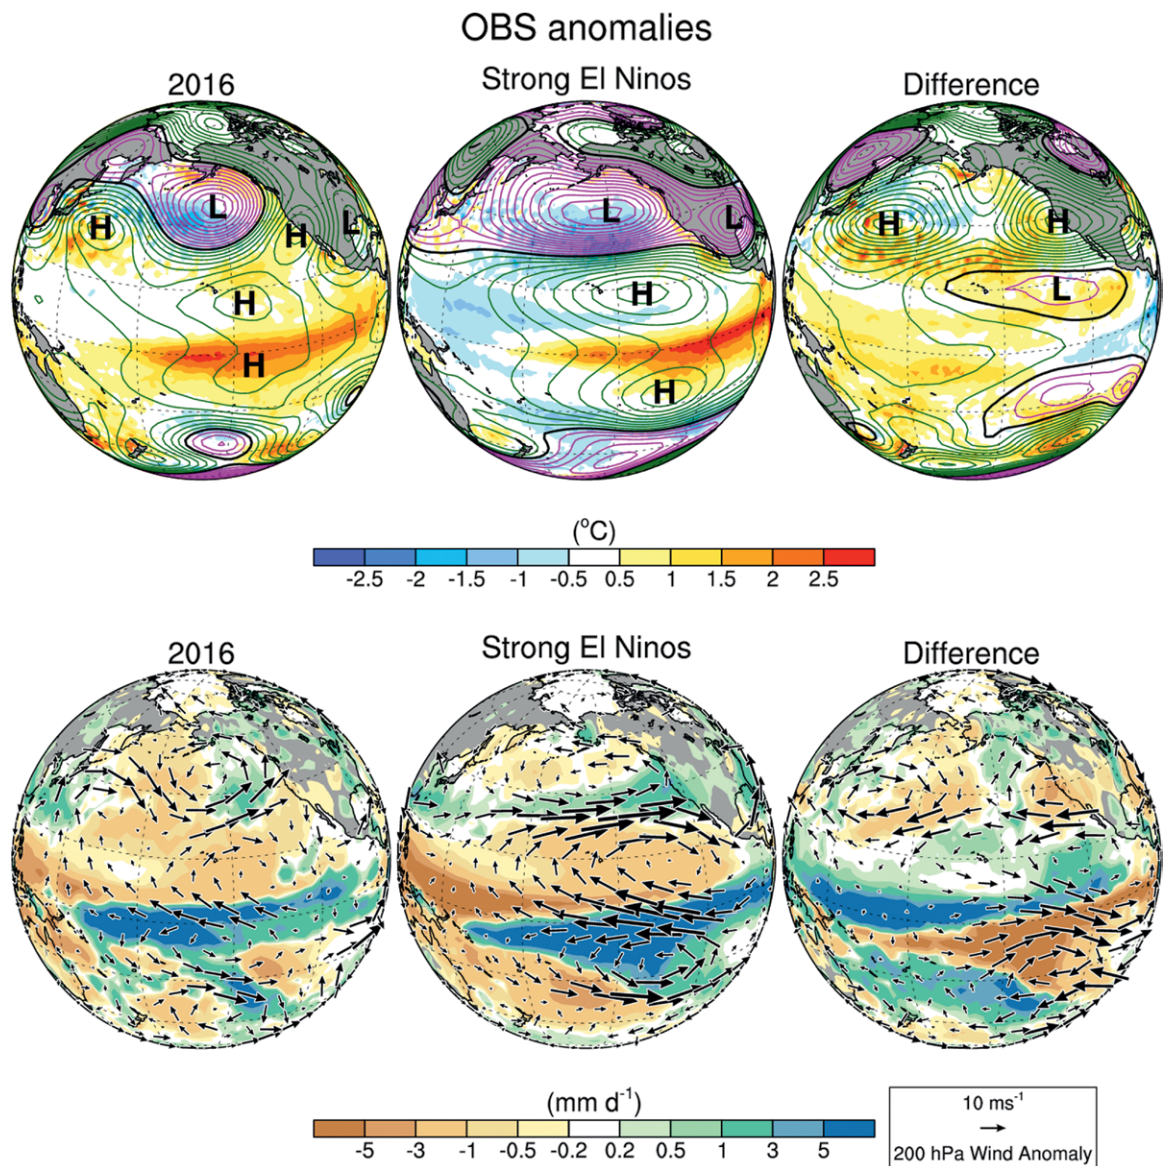 OBS anomalies
2016
Strong El Ninos
Difference
H
L
H
L
H
H
L
L
H
H
H
H
L
(°C)
-2.5 -2 -1.5 -1 -0.5 0.5 1 1.5 2 2.5
2016
Strong El Ninos
Difference
(mm d⁻¹)
-5 -3 -1 -0.5 -0.2 0.2 0.5 1 3 5
10 ms⁻¹
200 hPa Wind Anomaly